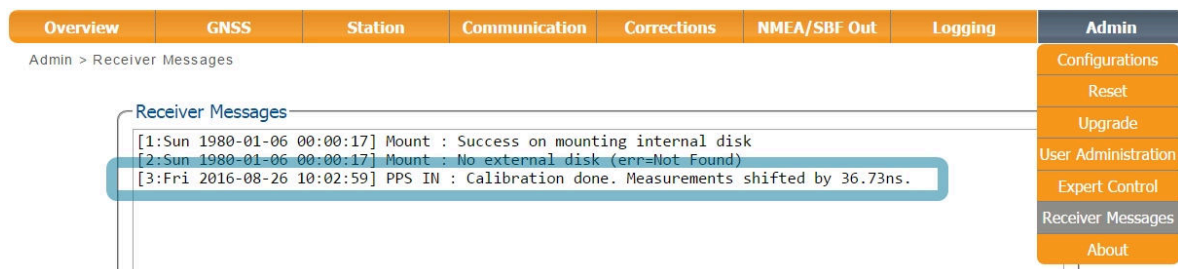 Overview GNSS Station Communication Corrections NMEA/SBF Out Logging Admin
Admin > Receiver Messages
Configurations
Reset
Upgrade
User Administration
Expert Control
Receiver Messages
About
Receiver Messages
[1:Sun 1980-01-06 00:00:17] Mount : Success on mounting internal disk
[2:Sun 1980-01-06 00:00:17] Mount : No external disk (err=Not Found)
[3:Fri 2016-08-26 10:02:59] PPS IN : Calibration done. Measurements shifted by 36.73ns.